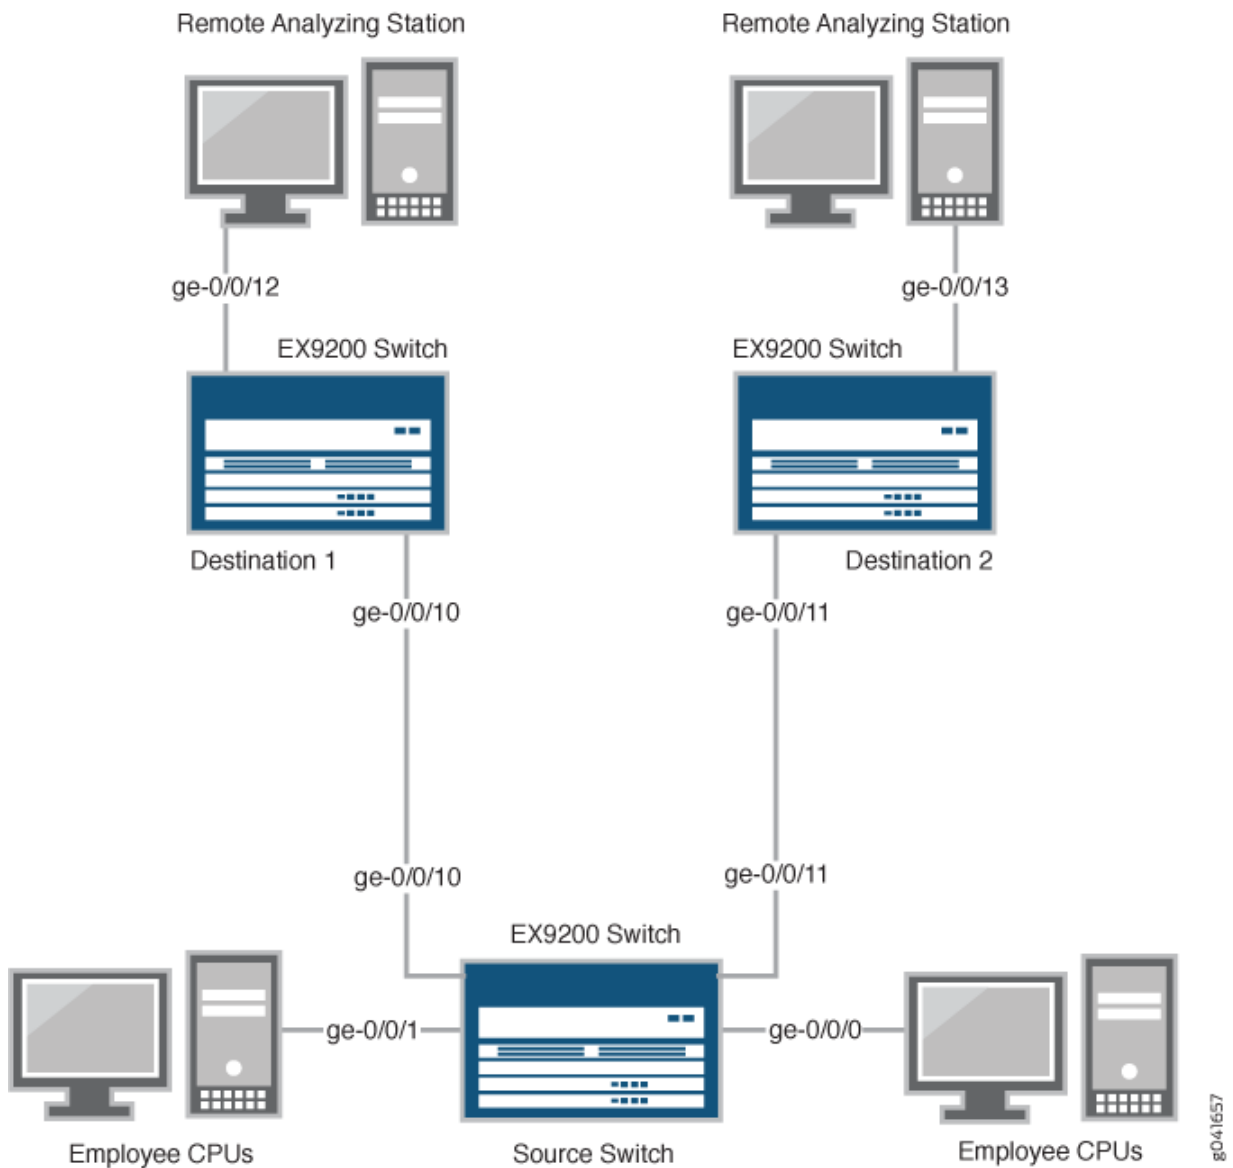 Remote Analyzing Station
Remote Analyzing Station
ge-0/0/12
ge-0/0/13
EX9200 Switch
EX9200 Switch
Destination 1
Destination 2
ge-0/0/10
ge-0/0/11
ge-0/0/10
ge-0/0/11
EX9200 Switch
ge-0/0/1
ge-0/0/0
Employee CPUs
Source Switch
Employee CPUs
g041657